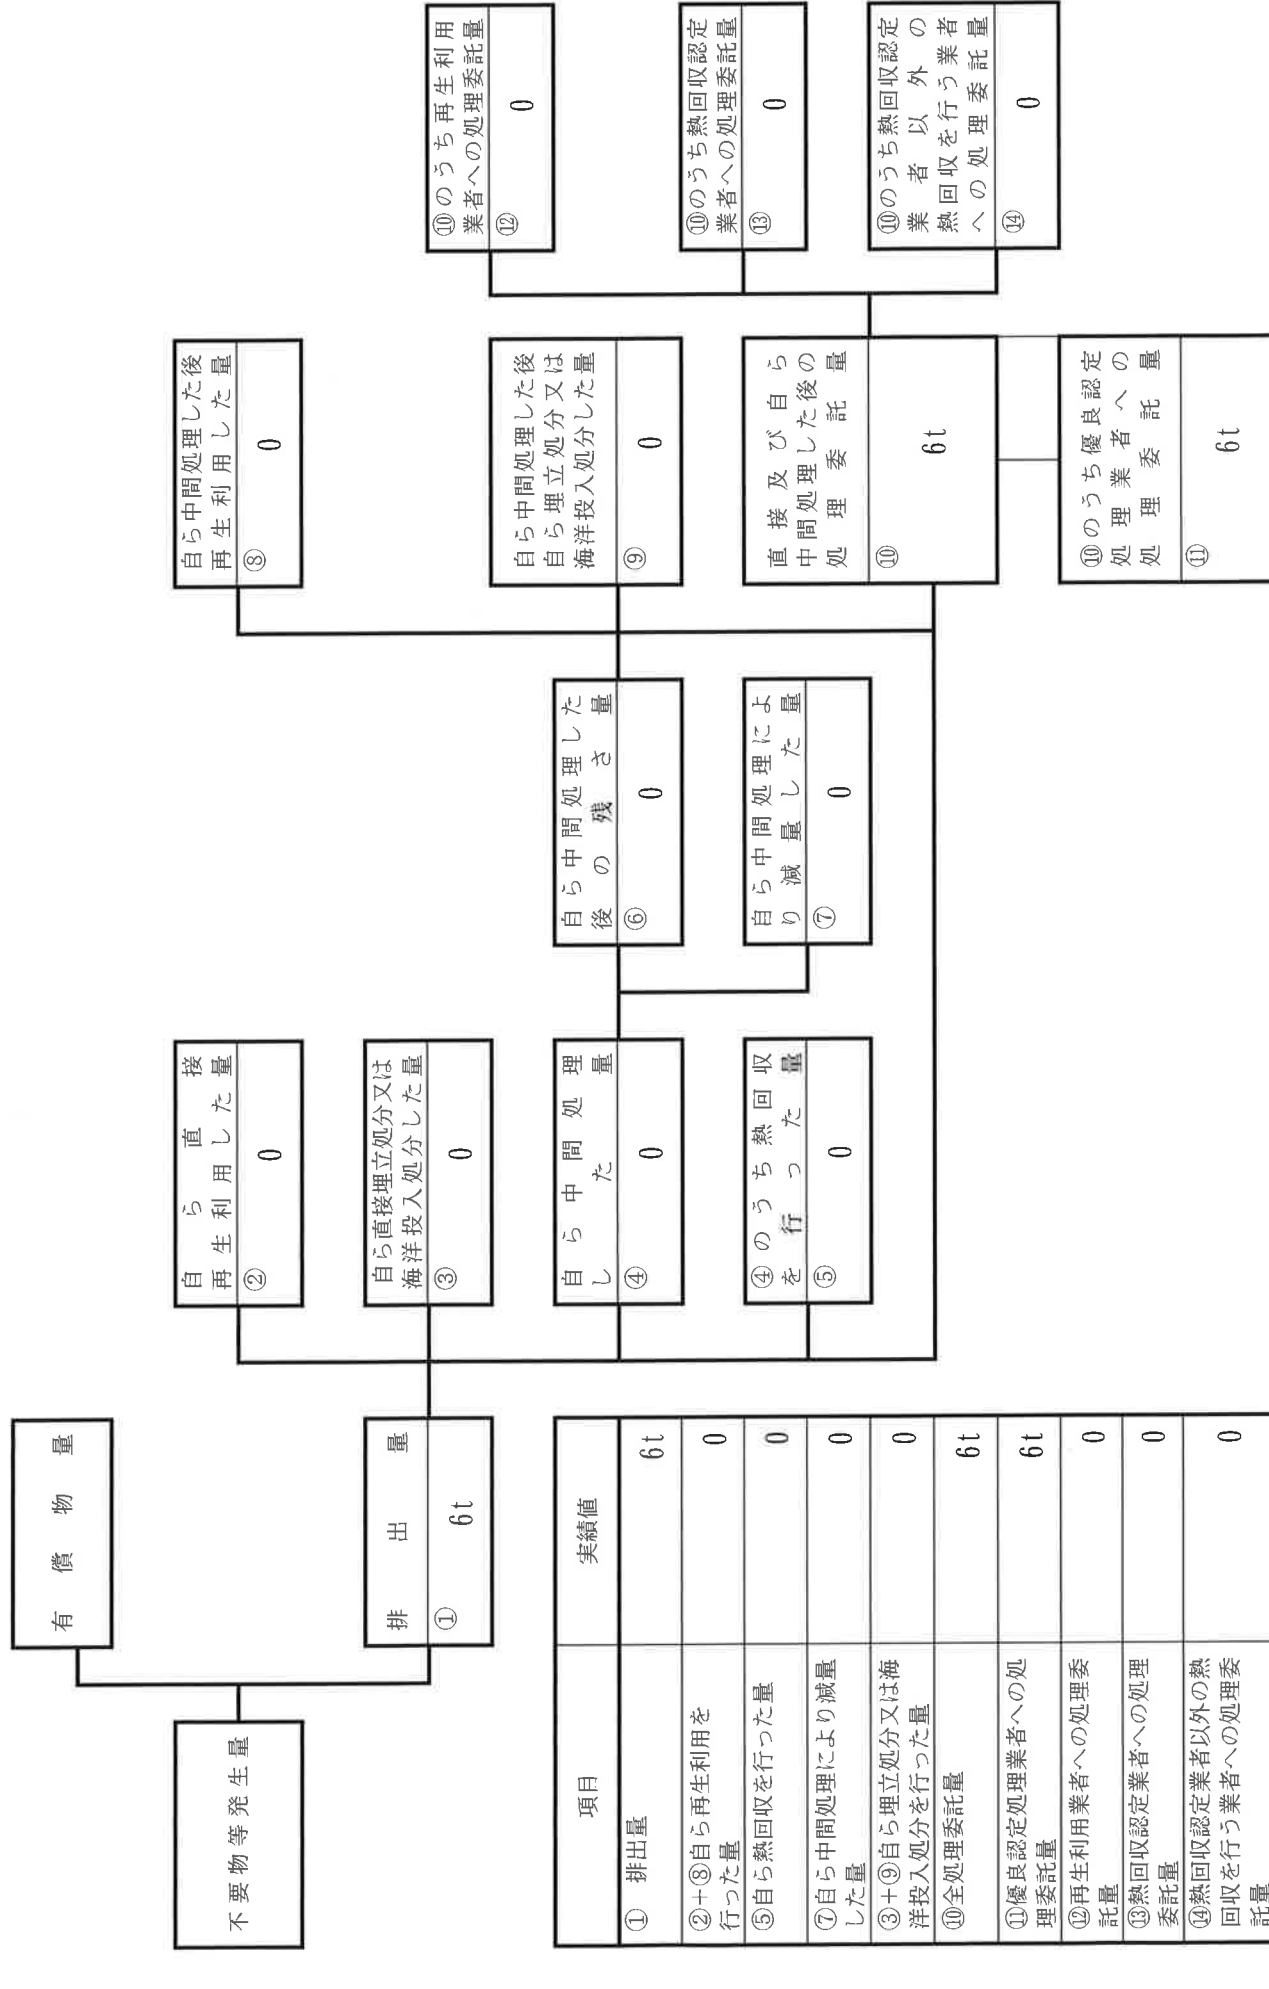 有償物量
不要物等発生量
排出量
①
6t
自ら直接
再生利用した量
②
0
自ら直接埋立処分又は
海洋投入処分した量
③
0
自ら中間処理
した量
④
0
④のうち熱回収
を行った量
⑤
0
自ら中間処理した
後の残さ量
⑥
0
自ら中間処理によ
り減量した量
⑦
0
自ら中間処理した後
再生利用した量
⑧
0
自ら中間処理した後
自ら埋立処分又は
海洋投入処分した量
⑨
0
直接及び自ら
中間処理した後の
処理委託量
⑩
6t
⑩のうち優良認定
処理業者への
処理委託量
⑪
6t
⑩のうち再生利用
業者への処理委託量
⑫
0
⑩のうち熱回収認定
業者への処理委託量
⑬
0
⑩のうち熱回収認定
業者以外の
熱回収を行う業者
への処理委託量
⑭
0
項目 実績値
① 排出量 6t
②+⑧自ら再生利用を
行った量 0
⑤自ら熱回収を行った量 0
⑦自ら中間処理により減量
した量 0
③+⑨自ら埋立処分又は海
洋投入処分を行った量 0
⑩全処理委託量 6t
⑪優良認定処理業者への処
理委託量 6t
⑫再生利用業者への処理委
託量 0
⑬熱回収認定業者への処理
委託量 0
⑭熱回収認定業者以外の熱
回収を行う業者への処理委
託量 0